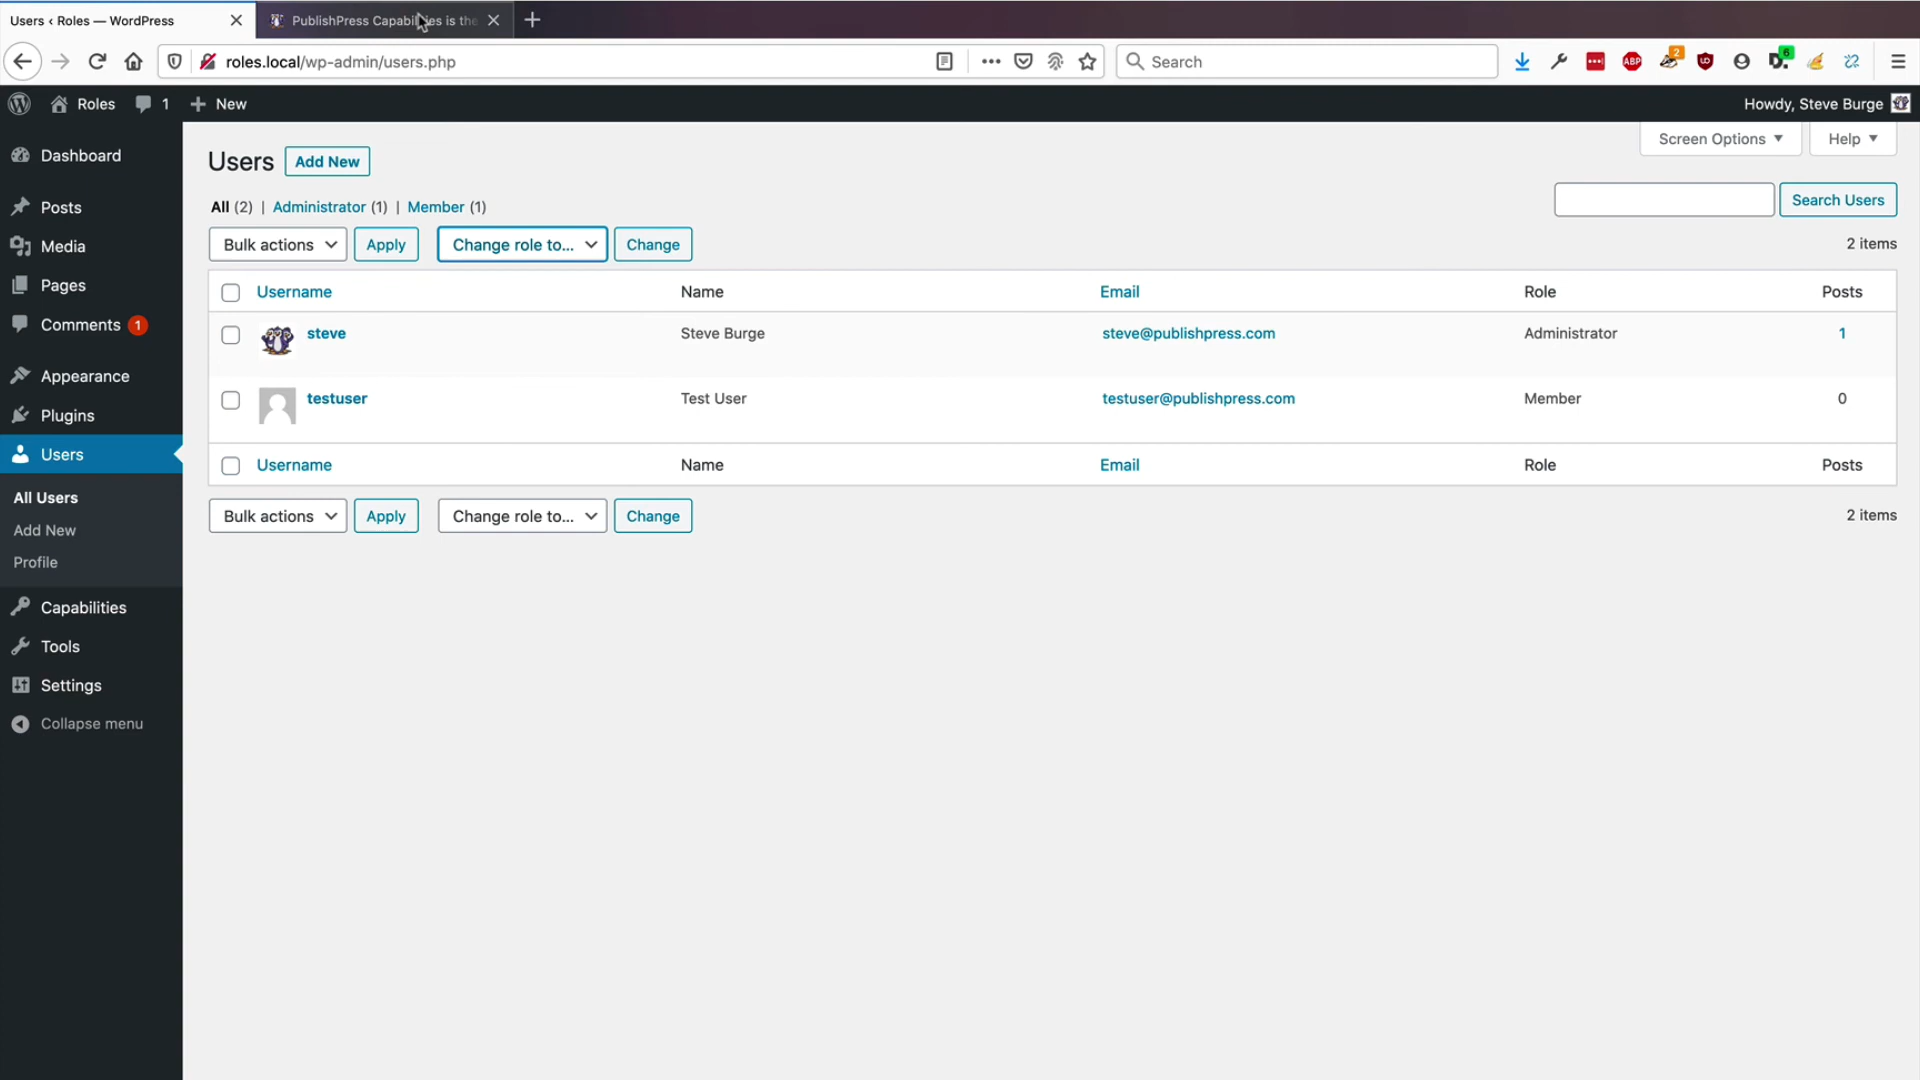 Users ‹ Roles — WordPress
PublishPress Capabilities is the
roles.local/wp-admin/users.php
Search
ABP
2
6
Roles
1
New
Howdy, Steve Burge
Dashboard
Posts
Media
Pages
Comments 1
Appearance
Plugins
Users
All Users
Add New
Profile
Capabilities
Tools
Settings
Collapse menu
Screen Options
Help
Users Add New
All (2) | Administrator (1) | Member (1)
Search Users
Bulk actions Apply Change role to... Change
2 items
Username Name Email Role Posts
steve Steve Burge steve@publishpress.com Administrator 1
testuser Test User testuser@publishpress.com Member 0
Username Name Email Role Posts
Bulk actions Apply Change role to... Change
2 items